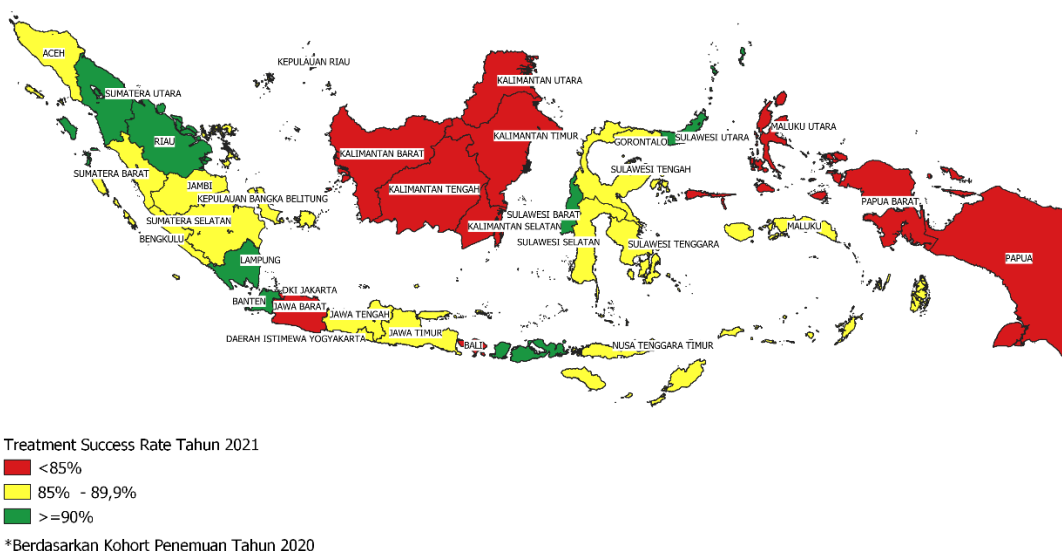 ACEH
KEPULAUAN RIAU
KALIMANTAN UTARA
SUMATERA UTARA
MALUKU UTARA
KALIMANTAN TIMUR
SULAWESI UTARA
RIAU
GORONTALO
KALIMANTAN BARAT
SUMATERA BARAT
SULAWESI TENGAH
JAMBI
KALIMANTAN TENGAH
KEPULAUAN BANGKA BELITUNG
PAPUA BARAT
SULAWESI BARAT
SUMATERA SELATAN
KALIMANTAN SELATAN
MALUKU
BENGKULU
SULAWESI SELATAN
SULAWESI TENGGARA
LAMPUNG
PAPUA
DKI JAKARTA
BANTEN
JAWA BARAT
JAWA TENGAH
JAWA TIMUR
DAERAH ISTIMEWA YOGYAKARTA
BALI
NUSA TENGGARA TIMUR
Treatment Success Rate Tahun 2021
<85%
85% - 89,9%
>=90%
*Berdasarkan Kohort Penemuan Tahun 2020